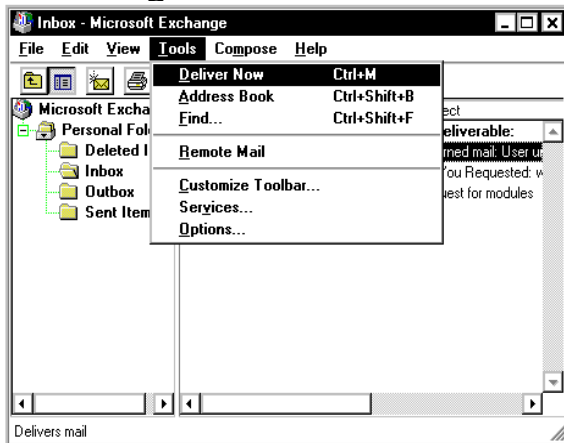 Inbox - Microsoft Exchange
File Edit View Tools Compose Help
Deliver Now Ctrl+M
Address Book Ctrl+Shift+B
Find... Ctrl+Shift+F
Remote Mail
Customize Toolbar...
Services...
Options...
Microsoft Excha
Personal Fol
Deleted I
Inbox
Outbox
Sent Item
ect
eliverable:
rned mail: User u
You Requested: w
uest for modules
Delivers mail